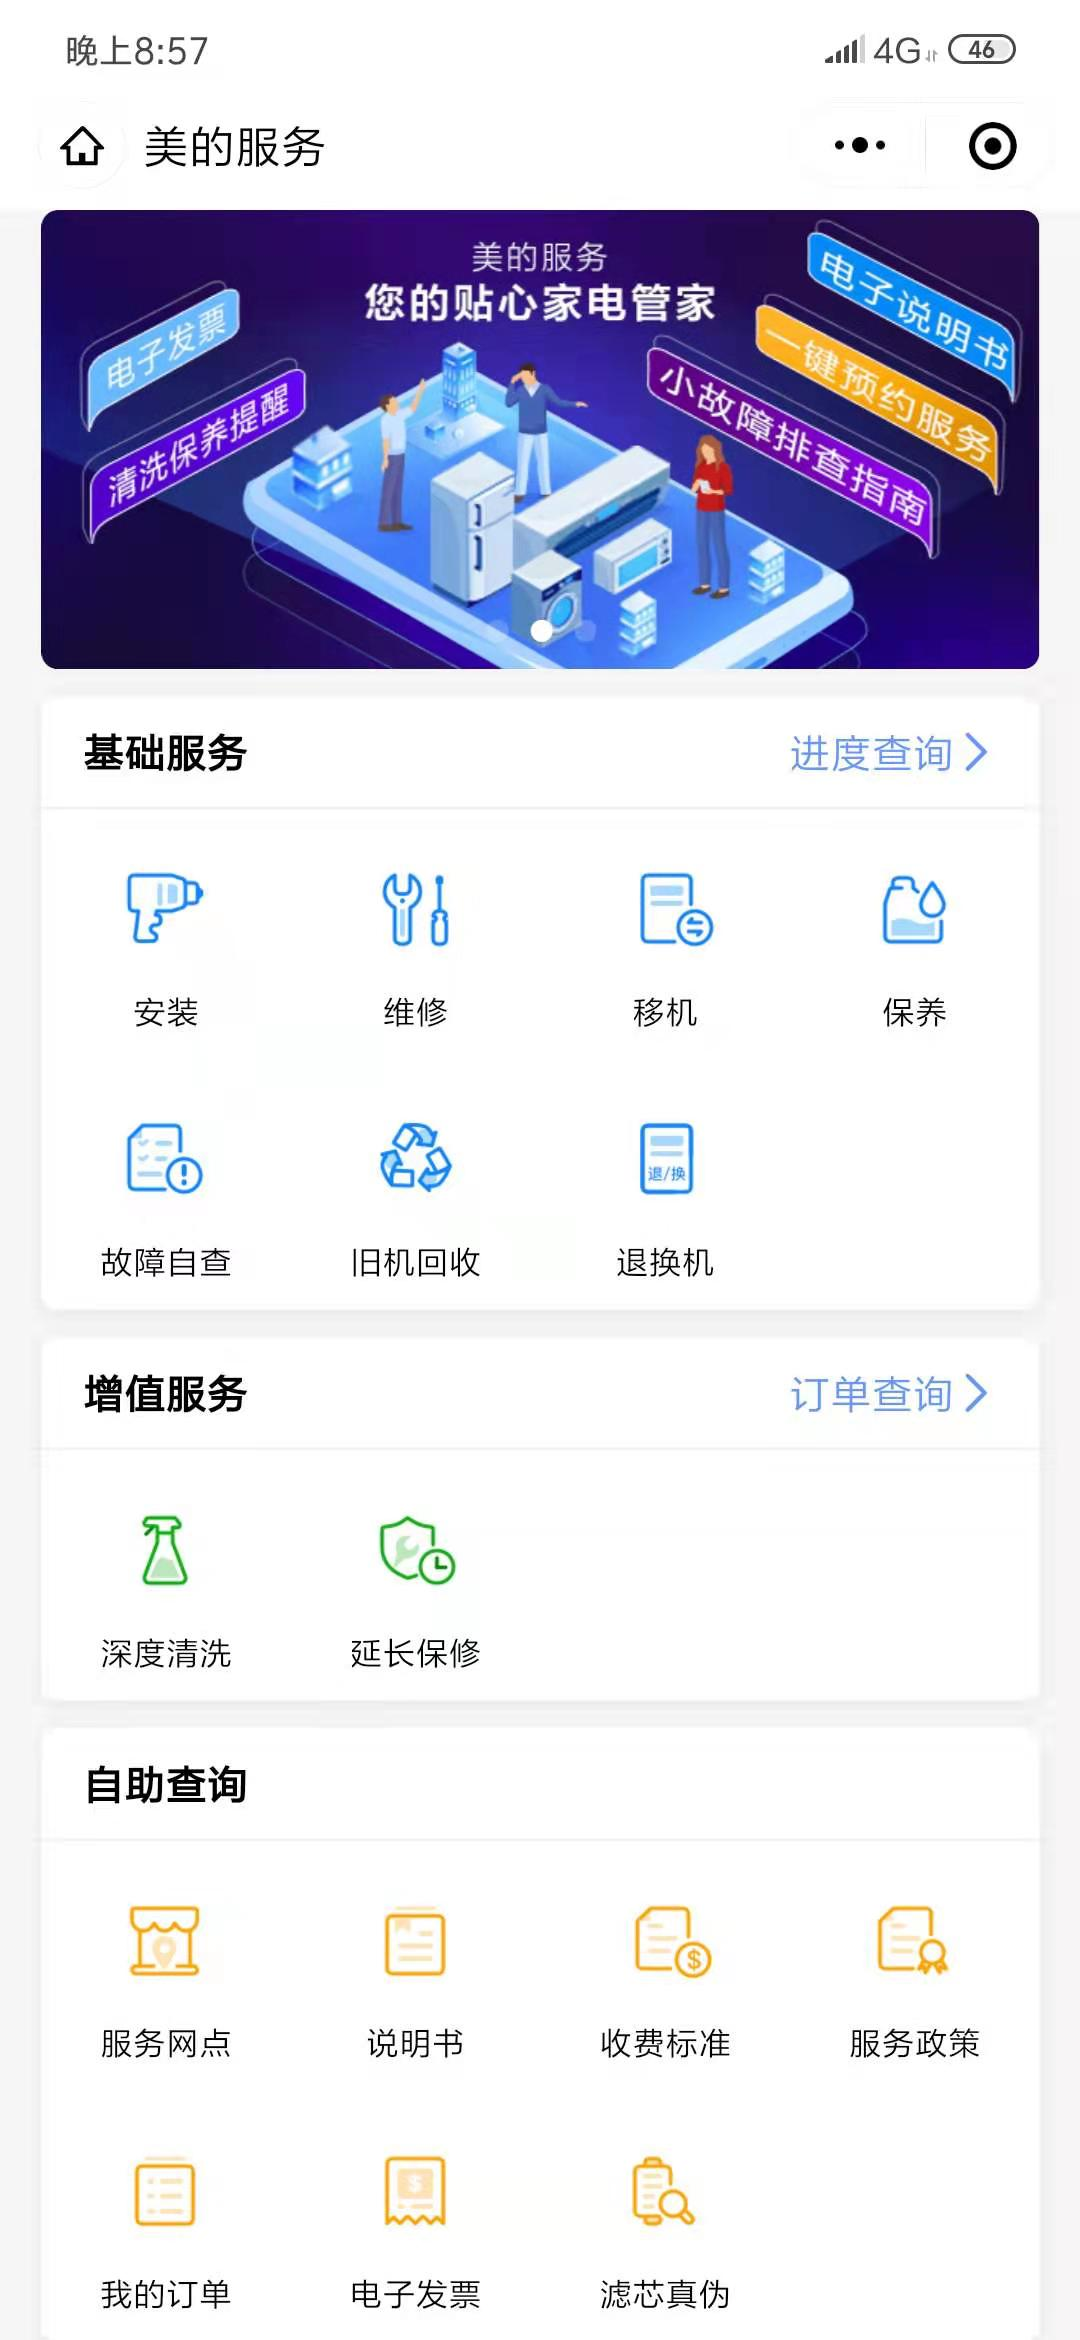 晚上8:57
4G
46
美的服务
美的服务
您的贴心家电管家
电子发票
清洗保养提醒
电子说明书
一键预约服务
小故障排查指南
基础服务
进度查询
安装
维修
移机
保养
退/换
故障自查
旧机回收
退换机
增值服务
订单查询
深度清洗
延长保修
自助查询
服务网点
说明书
收费标准
服务政策
我的订单
电子发票
滤芯真伪